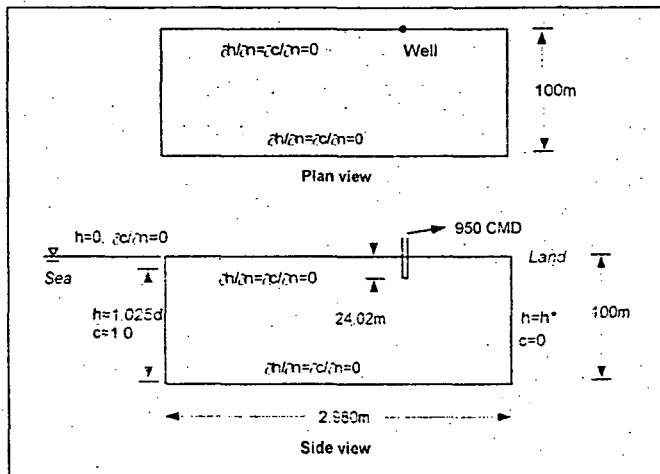 ∂h/∂n=∂c/∂n=0
Well
100m
∂h/∂n=∂c/∂n=0
Plan view
950 CMD
h=0, ∂c/∂n=0
Sea
Land
∂h/∂n=∂c/∂n=0
h=1.025d
c=1.0
24.02m
h=h*
c=0
100m
∂h/∂n=∂c/∂n=0
2.980m
Side view